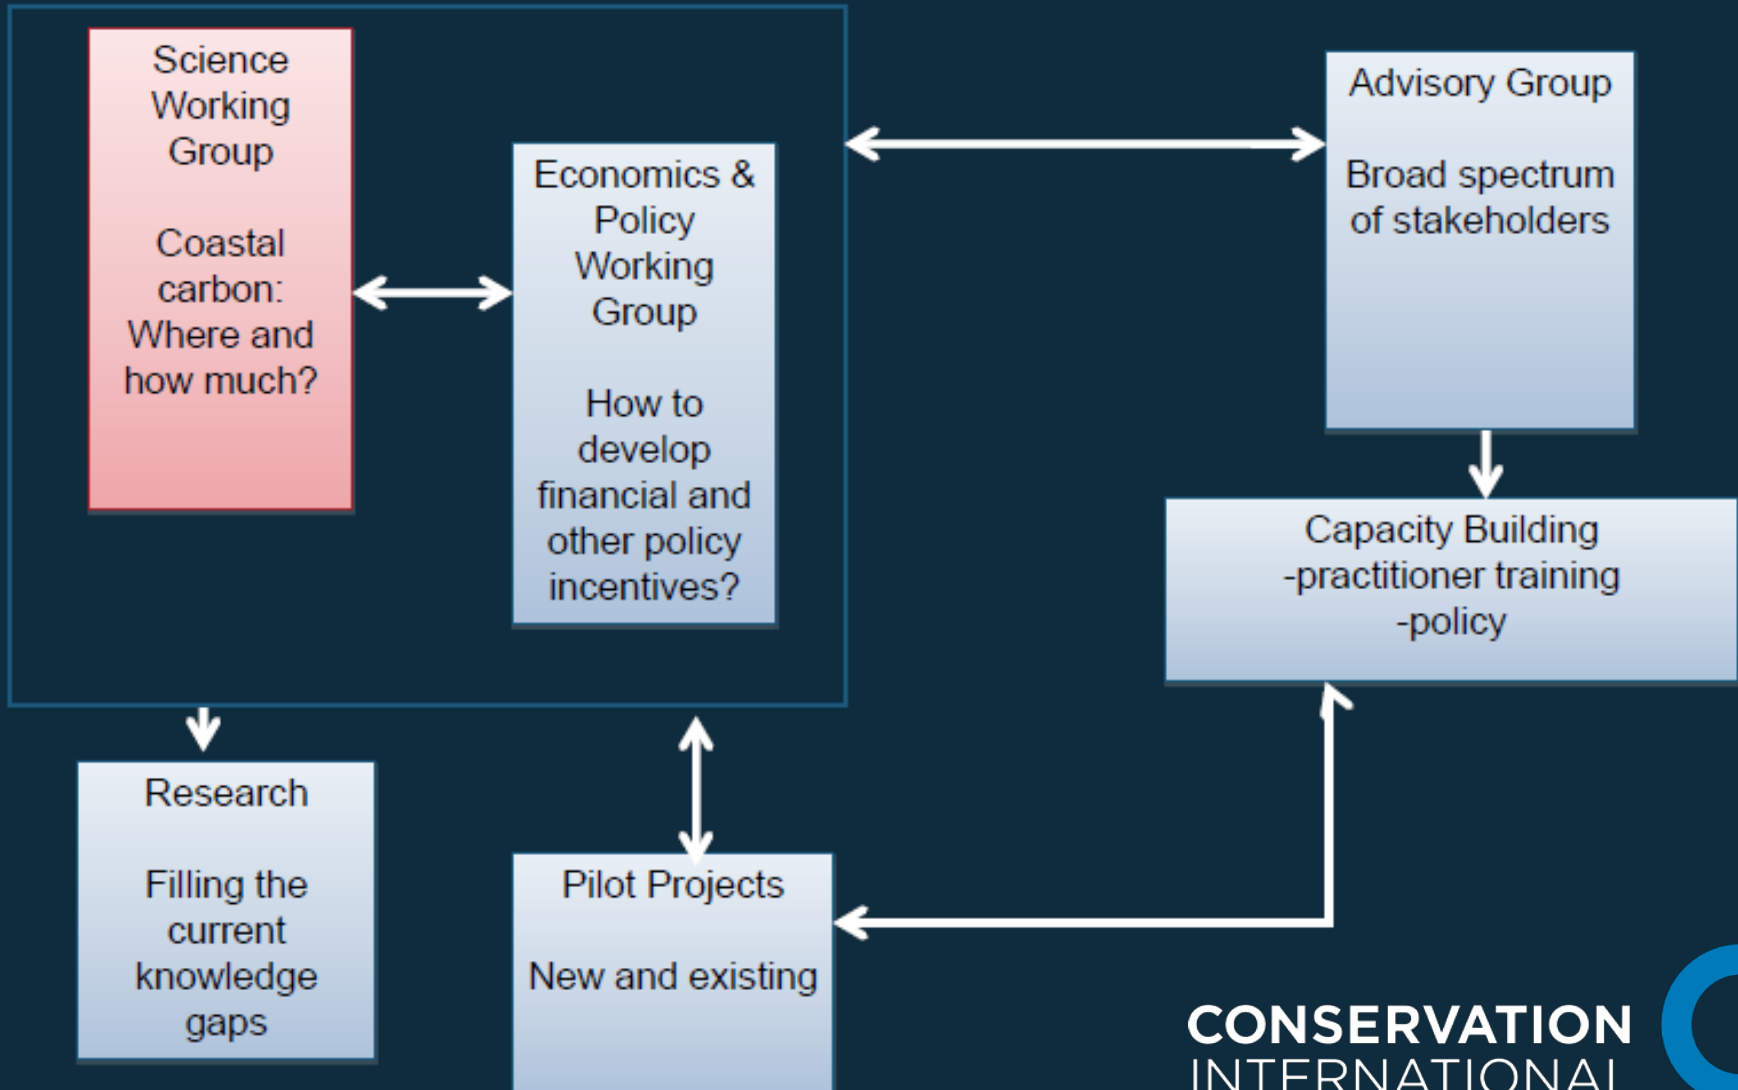 Science
Working
Group
Coastal
carbon:
Where and
how much?
Economics &
Policy
Working
Group
How to
develop
financial and
other policy
incentives?
Advisory Group
Broad spectrum
of stakeholders
Capacity Building
-practitioner training
-policy
Research
Filling the
current
knowledge
gaps
Pilot Projects
New and existing
CONSERVATION
INTERNATIONAL